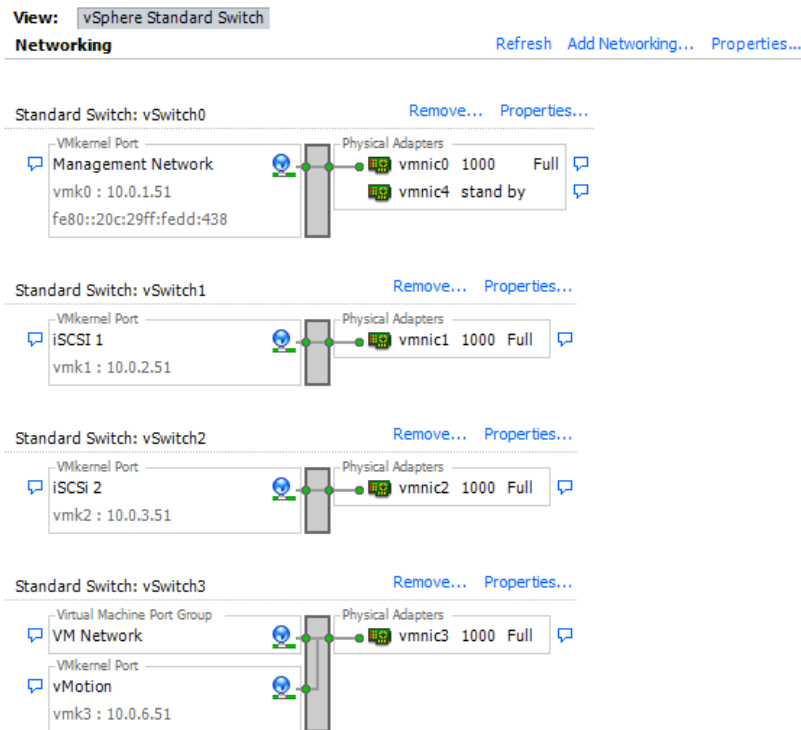 View: vSphere Standard Switch
Networking Refresh Add Networking... Properties...
Standard Switch: vSwitch0 Remove... Properties...
VMkernel Port Physical Adapters
Management Network vmnic0 1000 Full
vmk0 : 10.0.1.51 vmnic4 stand by
fe80::20c:29ff:fedd:438
Standard Switch: vSwitch1 Remove... Properties...
VMkernel Port Physical Adapters
iSCSI 1 vmnic1 1000 Full
vmk1 : 10.0.2.51
Standard Switch: vSwitch2 Remove... Properties...
VMkernel Port Physical Adapters
iSCSi 2 vmnic2 1000 Full
vmk2 : 10.0.3.51
Standard Switch: vSwitch3 Remove... Properties...
Virtual Machine Port Group Physical Adapters
VM Network vmnic3 1000 Full
VMkernel Port
vMotion
vmk3 : 10.0.6.51